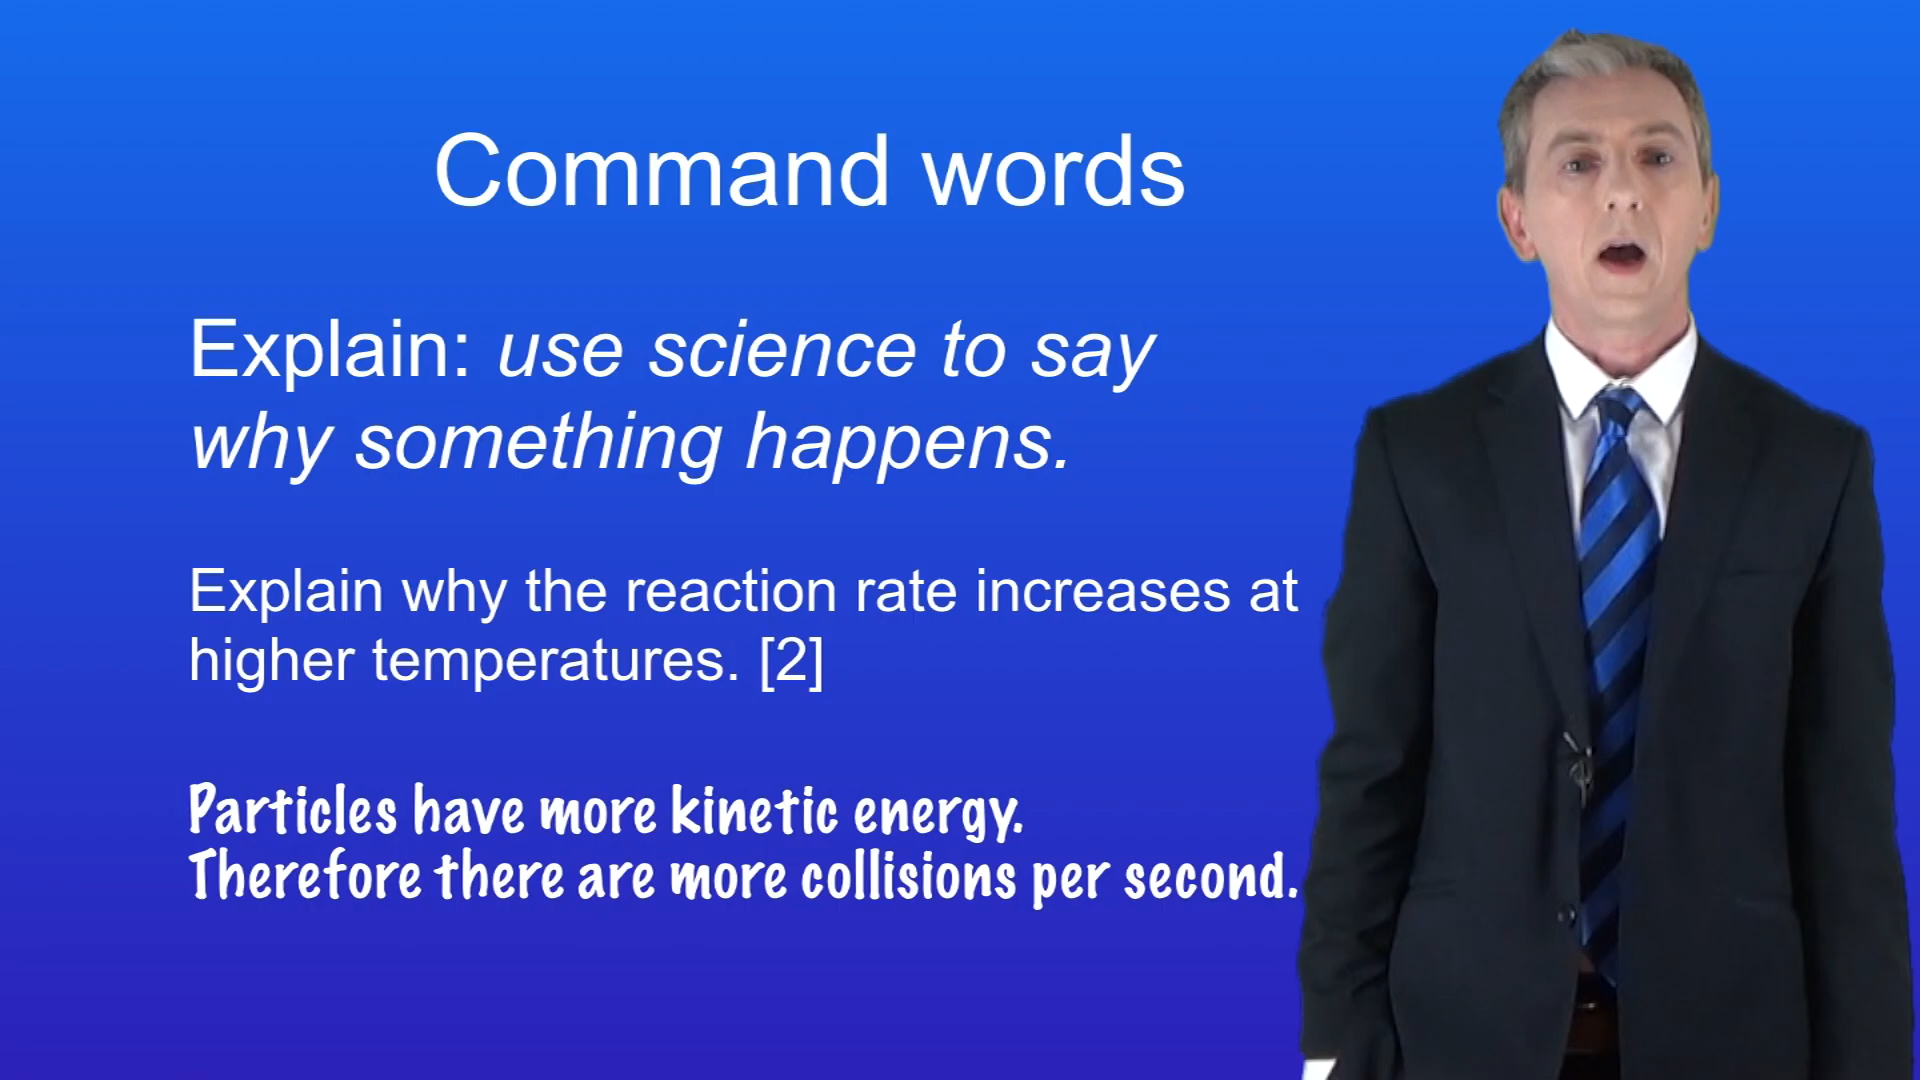 Command words
Explain: use science to say
why something happens.
Explain why the reaction rate increases at
higher temperatures. [2]
Particles have more kinetic energy.
Therefore there are more collisions per second.